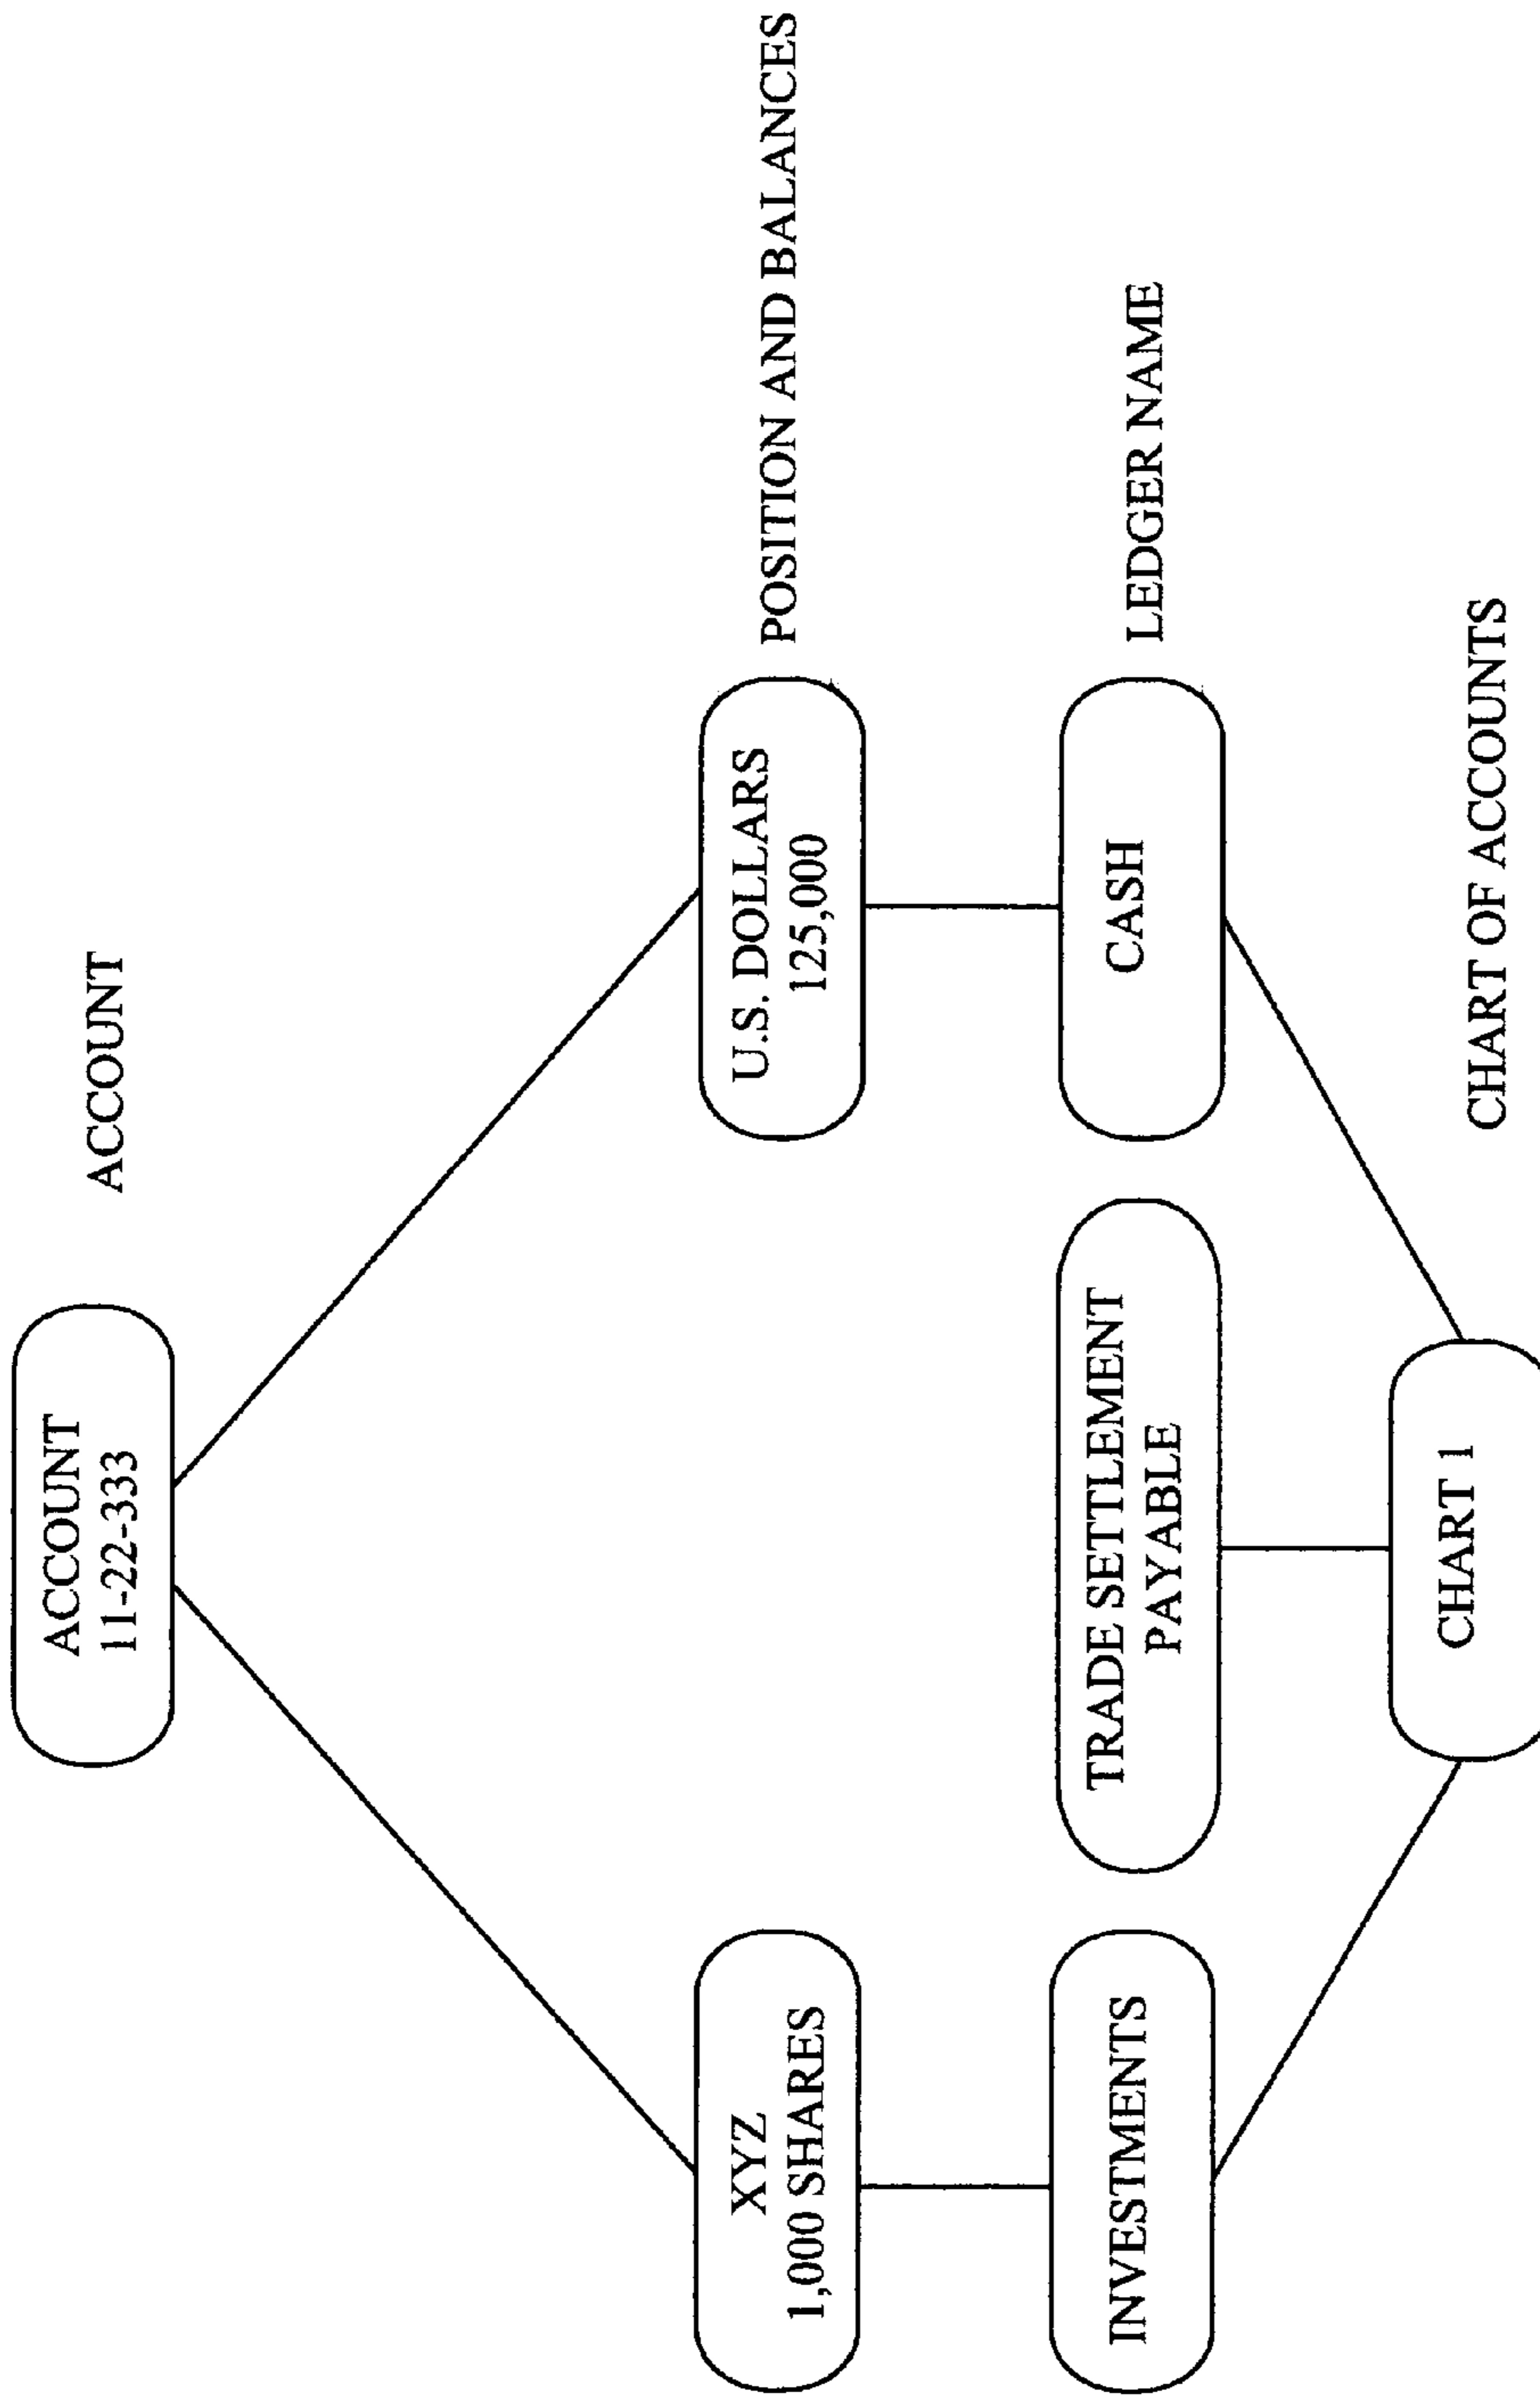 ACCOUNT
11-22-333
ACCOUNT
XYZ
1,000 SHARES
U.S. DOLLARS
125,000
POSITION AND BALANCES
INVESTMENTS
TRADE SETTLEMENT
PAYABLE
CASH
LEDGER NAME
CHART 1
CHART OF ACCOUNTS